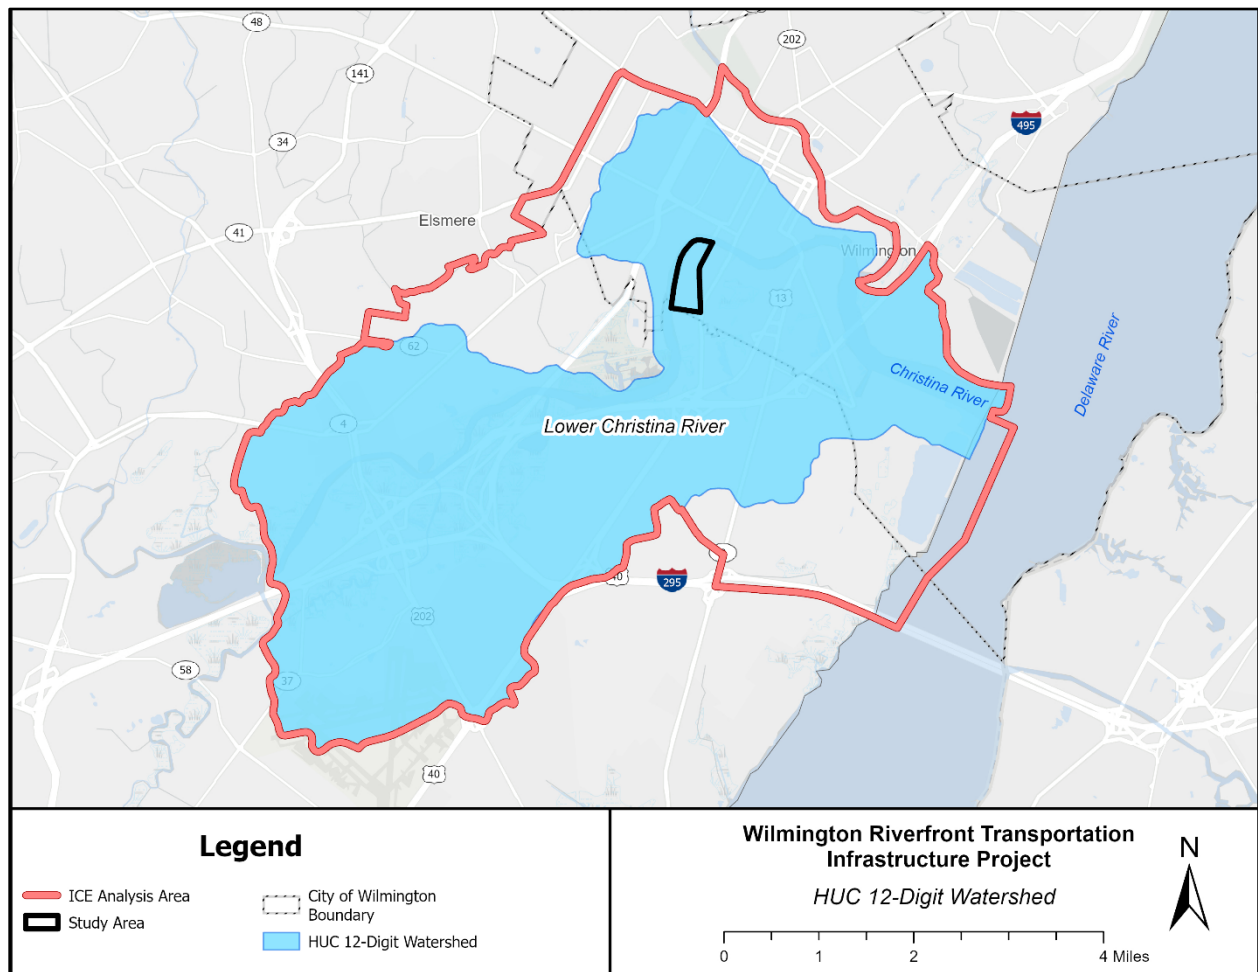 48
202
141
495
34
41
Elsmere
Wilmington
13
62
Christina River
Delaware River
4
Lower Christina River
40
295
202
58
37
40
Legend
ICE Analysis Area
Study Area
City of Wilmington
Boundary
HUC 12-Digit Watershed
Wilmington Riverfront Transportation
Infrastructure Project
HUC 12-Digit Watershed
N
0 1 2 4 Miles